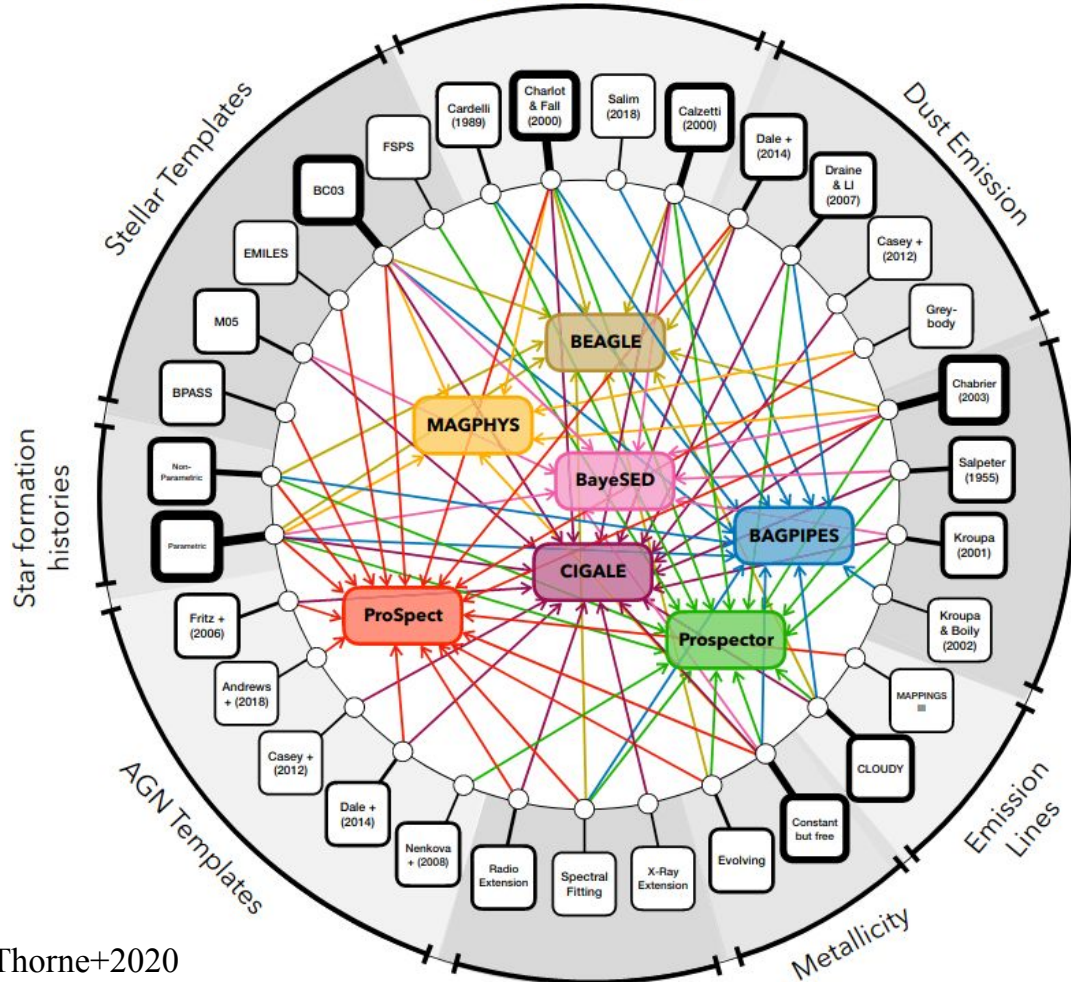 Stellar Templates
Dust Emission
Emission
Lines
Metallicity
AGN Templates
Star formation
histories
Cardelli
(1989)
Charlot
& Fall
(2000)
Salim
(2018)
Calzetti
(2000)
Dale +
(2014)
Draine
& LI
(2007)
Casey +
(2012)
Grey-
body
Chabrier
(2003)
Salpeter
(1955)
Kroupa
(2001)
Kroupa
& Boily
(2002)
MAPPINGS
III
CLOUDY
Constant
but free
Evolving
X-Ray
Extension
Spectral
Fitting
Radio
Extension
Nenkova
+ (2008)
Dale +
(2014)
Casey +
(2012)
Andrews
+ (2018)
Fritz +
(2006)
Parametric
Non-
Parametric
BPASS
M05
EMILES
BC03
FSPS
BEAGLE
MAGPHYS
BayeSED
BAGPIPES
CIGALE
ProSpect
Prospector
Thorne+2020